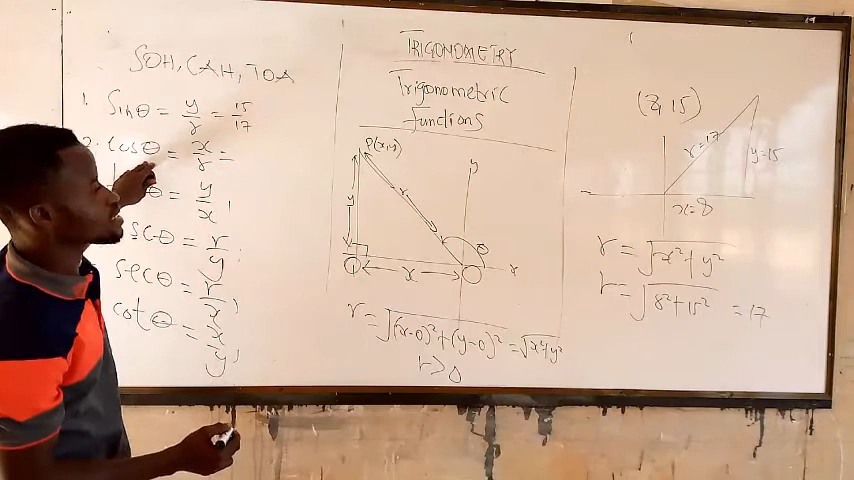 SOH, CAH, TOA
1. Sinθ = y/r = 15/17
2. Cosθ = x/r =
θ = y/x ,
scθ = r/y
secθ = r/x ,
cotθ = x/y ,
TRIGONOMETRY
Trigonometric
functions
P(x,y)
y
r
y
θ
x
x
r = √(x-0)²+(y-0)² = √x²+y²
r>0
(8,15)
r=17
y=15
x=8
r = √x²+y²
r = √8²+15² = 17